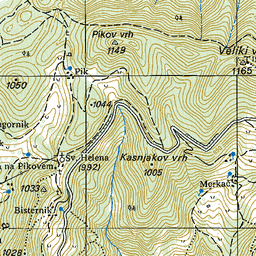 Pikov vrh
1149
Veliki v
1165
Pik
1050
1044
gornik
Kasnjakov vrh
1005
Sv. Helena
(992)
na Pikovem
1033
Merkač
Bisternik
1028